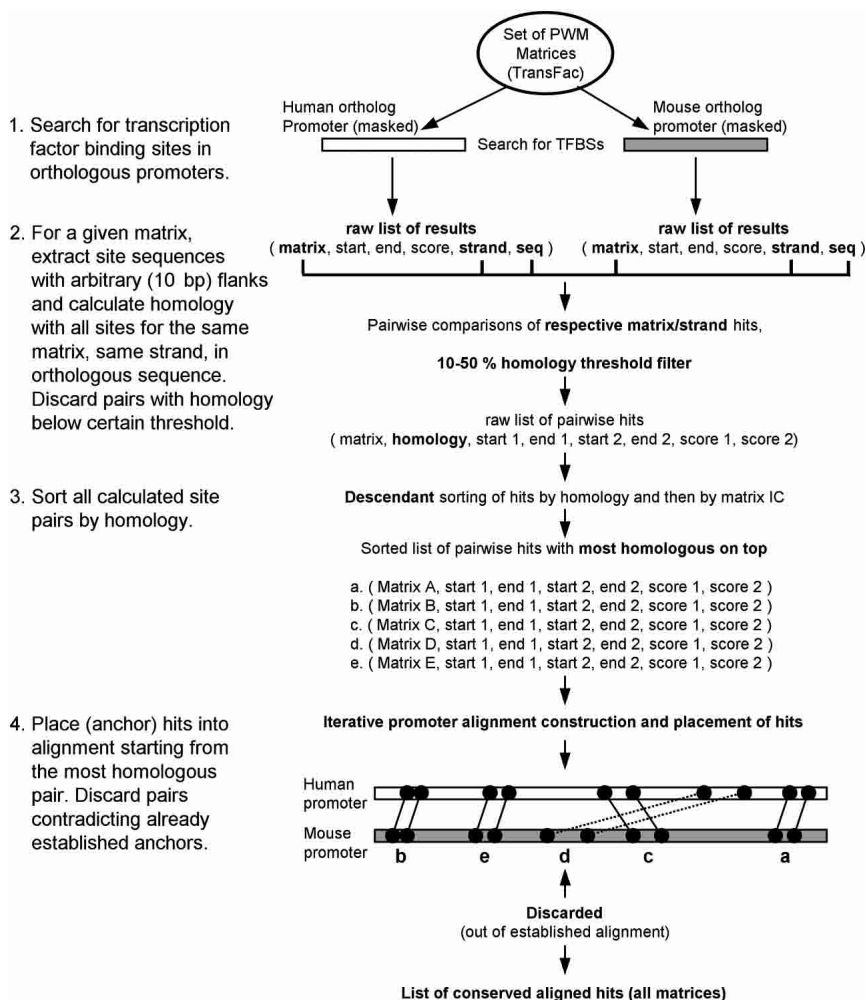 Set of PWM
Matrices
(TransFac)
Human ortholog
Promoter (masked)
Mouse ortholog
promoter (masked)
Search for TFBSs
1. Search for transcription
factor binding sites in
orthologous promoters.
raw list of results
( matrix, start, end, score, strand, seq )
raw list of results
( matrix, start, end, score, strand, seq )
2. For a given matrix,
extract site sequences
with arbitrary (10 bp) flanks
and calculate homology
with all sites for the same
matrix, same strand, in
orthologous sequence.
Discard pairs with homology
below certain threshold.
Pairwise comparisons of respective matrix/strand hits,
10-50 % homology threshold filter
raw list of pairwise hits
( matrix, homology, start 1, end 1, start 2, end 2, score 1, score 2)
3. Sort all calculated site
pairs by homology.
Descendant sorting of hits by homology and then by matrix IC
Sorted list of pairwise hits with most homologous on top
a. ( Matrix A, start 1, end 1, start 2, end 2, score 1, score 2 )
b. ( Matrix B, start 1, end 1, start 2, end 2, score 1, score 2 )
c. ( Matrix C, start 1, end 1, start 2, end 2, score 1, score 2 )
d. ( Matrix D, start 1, end 1, start 2, end 2, score 1, score 2 )
e. ( Matrix E, start 1, end 1, start 2, end 2, score 1, score 2 )
4. Place (anchor) hits into
alignment starting from
the most homologous
pair. Discard pairs
contradicting already
established anchors.
Iterative promoter alignment construction and placement of hits
Human
promoter
Mouse
promoter
b e d c a
Discarded
(out of established alignment)
List of conserved aligned hits (all matrices)